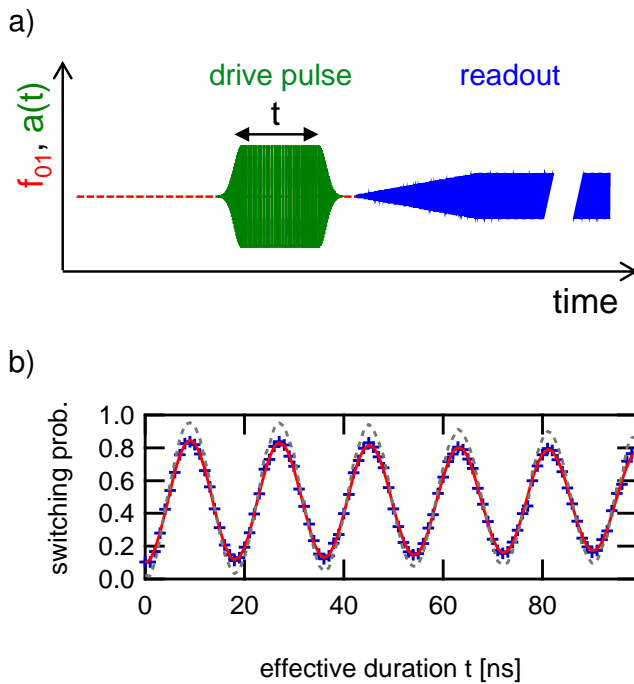 a)
drive pulse
readout
t
f01, a(t)
time
b)
switching prob.
1.0
0.8
0.6
0.4
0.2
0.0
0
20
40
60
80
effective duration t [ns]